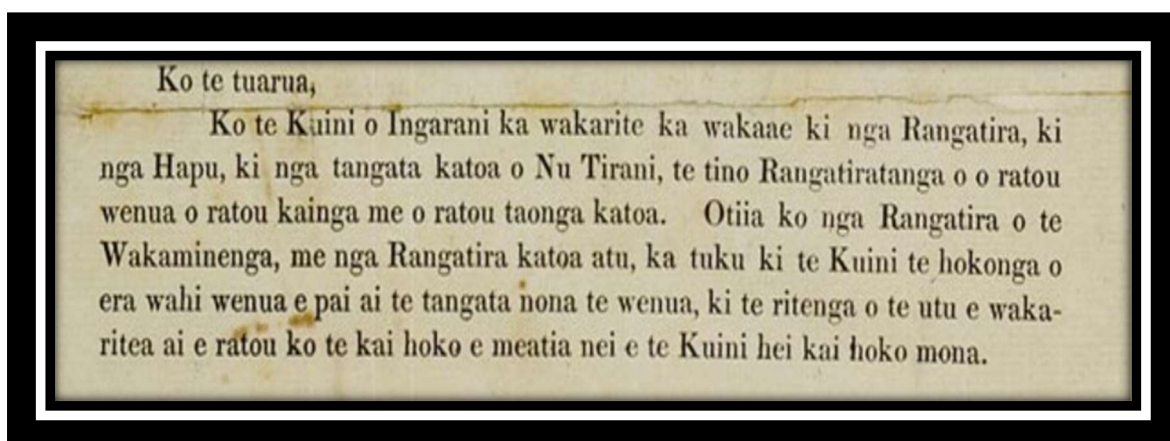 Ko te tuarua,
Ko te Kuini o Ingarani ka wakarite ka wakaae ki nga Rangatira, ki
nga Hapu, ki nga tangata katoa o Nu Tirani, te tino Rangatiratanga o o ratou
wenua o ratou kainga me o ratou taonga katoa. Otiia ko nga Rangatira o te
Wakaminenga, me nga Rangatira katoa atu, ka tuku ki te Kuini te hokonga o
era wahi wenua e pai ai te tangata nona te wenua, ki te ritenga o te utu e waka-
ritea ai e ratou ko te kai hoko e meatia nei e te Kuini hei kai hoko mona.